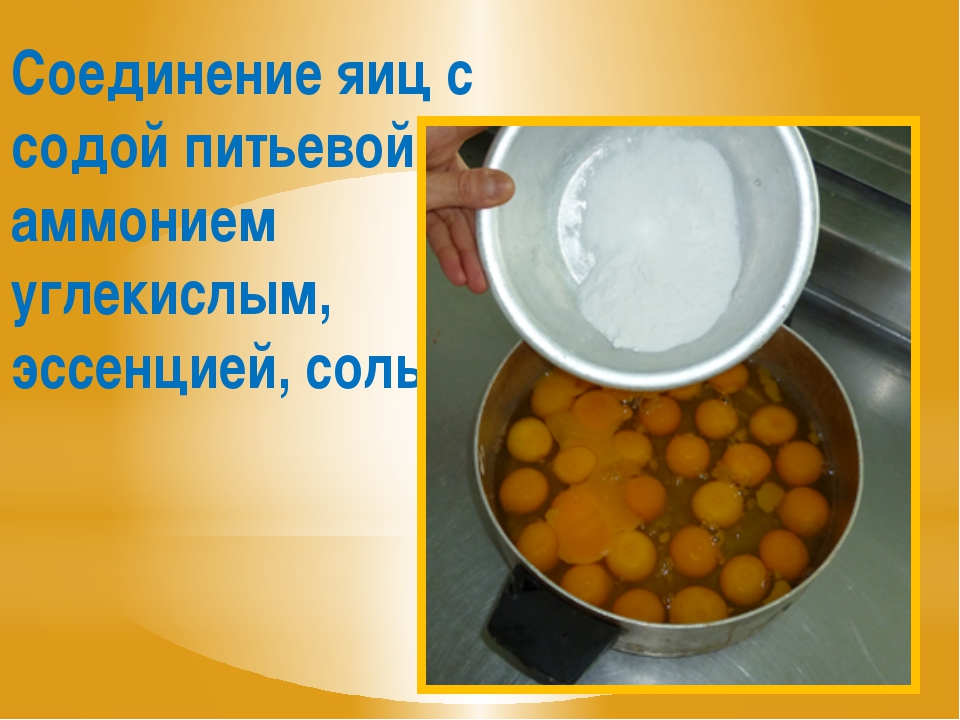 Соединение яиц с
содой питьевой
аммонием
углекислым,
эссенцией, соль